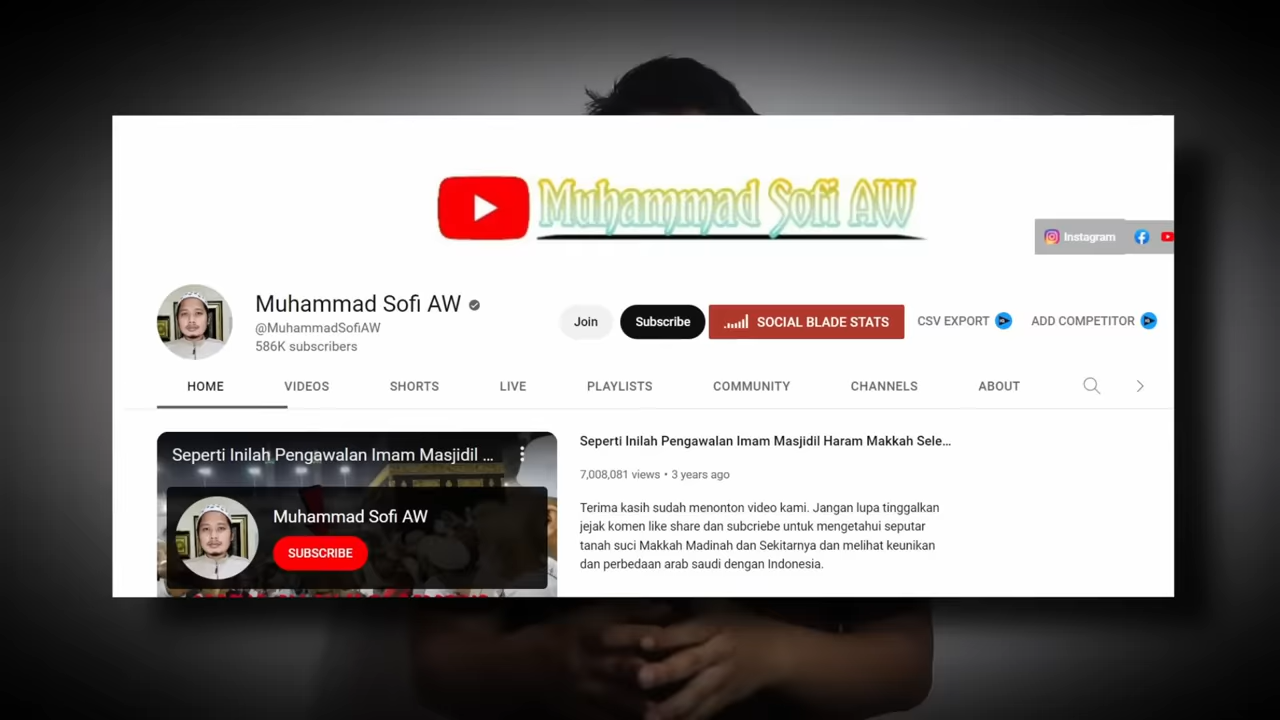 Muhammad Sofi AW
Instagram
Muhammad Sofi AW
@MuhammadSofiAW
586K subscribers
Join
Subscribe
SOCIAL BLADE STATS
CSV EXPORT
ADD COMPETITOR
HOME
VIDEOS
SHORTS
LIVE
PLAYLISTS
COMMUNITY
CHANNELS
ABOUT
Seperti Inilah Pengawalan Imam Masjidil ...
Muhammad Sofi AW
SUBSCRIBE
Seperti Inilah Pengawalan Imam Masjidil Haram Makkah Sele...
7,008,081 views • 3 years ago
Terima kasih sudah menonton video kami. Jangan lupa tinggalkan
jejak komen like share dan subcriebe untuk mengetahui seputar
tanah suci Makkah Madinah dan Sekitarnya dan melihat keunikan
dan perbedaan arab saudi dengan Indonesia.